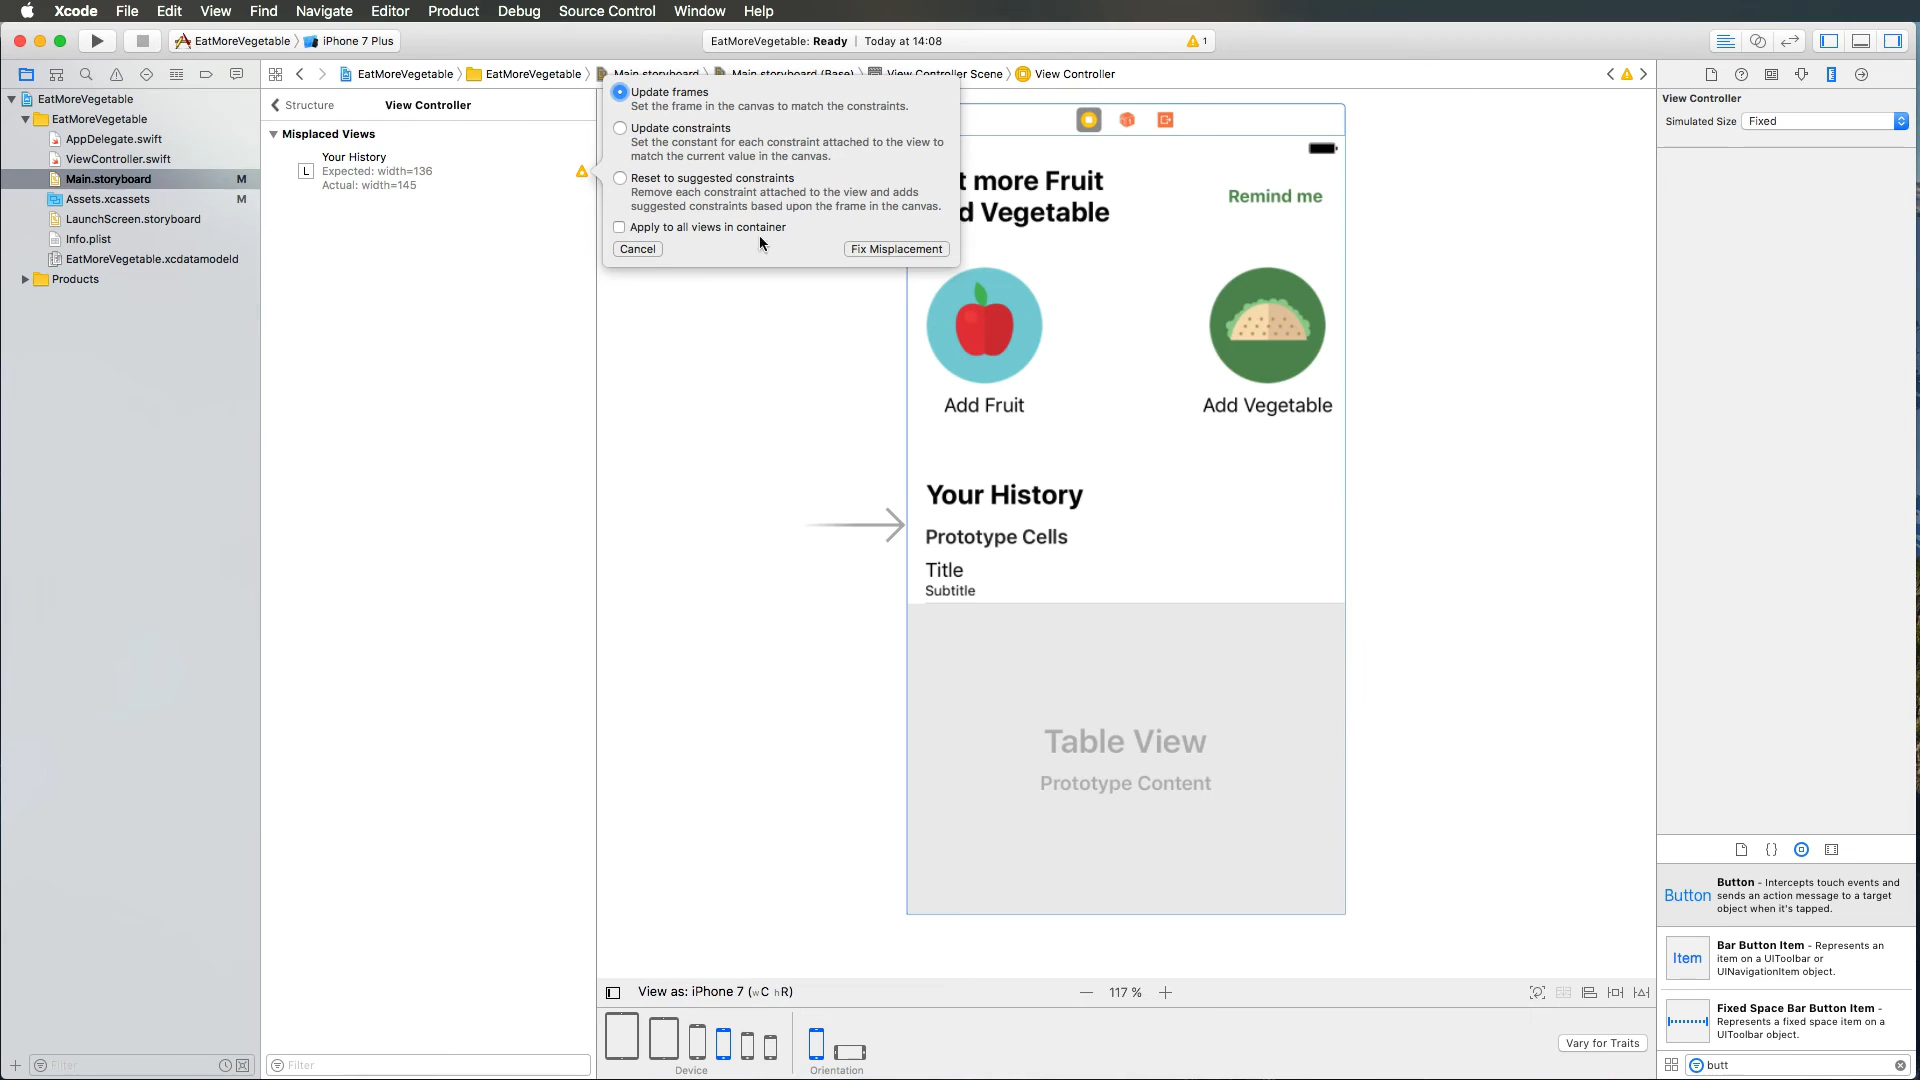 Xcode File Edit View Find Navigate Editor Product Debug Source Control Window Help
EatMoreVegetable iPhone 7 Plus
EatMoreVegetable: Ready | Today at 14:08
1
EatMoreVegetable EatMoreVegetable Main.storyboard Main.storyboard (Base) View Controller Scene View Controller
EatMoreVegetable
EatMoreVegetable
AppDelegate.swift
ViewController.swift
Main.storyboard M
Assets.xcassets M
LaunchScreen.storyboard
Info.plist
EatMoreVegetable.xcdatamodeld
Products
Filter
Structure
View Controller
Misplaced Views
L
Your History
Expected: width=136
Actual: width=145
Filter
Update frames
Set the frame in the canvas to match the constraints.
Update constraints
Set the constant for each constraint attached to the view to
match the current value in the canvas.
Reset to suggested constraints
Remove each constraint attached to the view and adds
suggested constraints based upon the frame in the canvas.
Apply to all views in container
Cancel
Fix Misplacement
t more Fruit
d Vegetable
Remind me
Add Fruit
Add Vegetable
Your History
Prototype Cells
Title
Subtitle
Table View
Prototype Content
View as: iPhone 7 (wC hR)
117 %
Device
Orientation
Vary for Traits
View Controller
Simulated Size Fixed
Button
Button - Intercepts touch events and
sends an action message to a target
object when it's tapped.
Item
Bar Button Item - Represents an
item on a UIToolbar or
UINavigationItem object.
Fixed Space Bar Button Item -
Represents a fixed space item on a
UIToolbar object.
butt